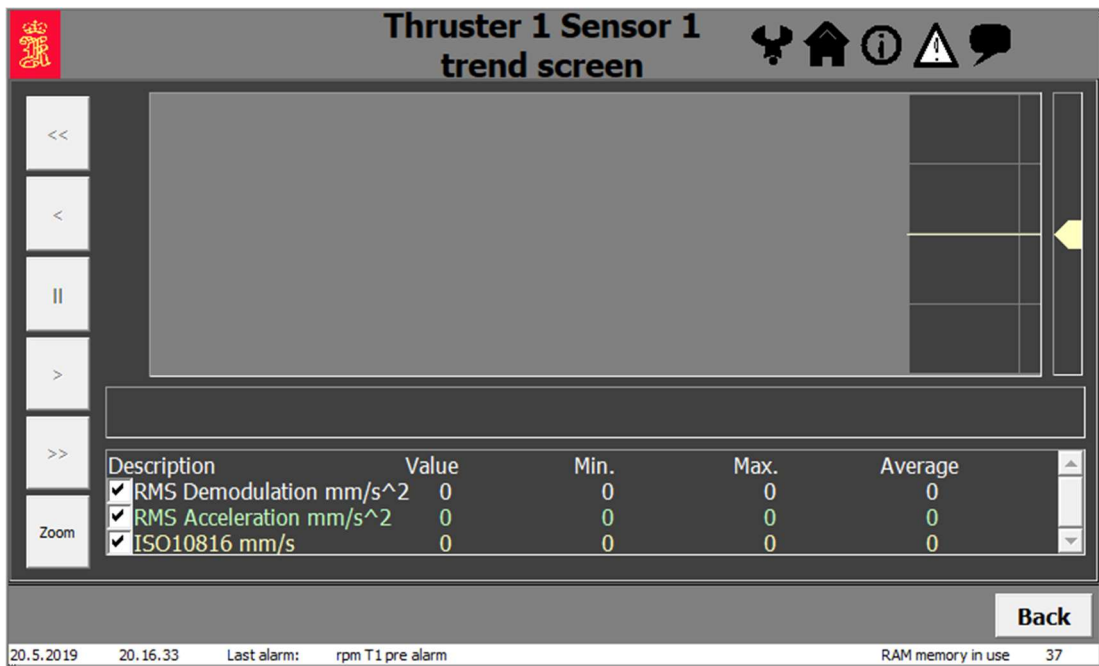 Thruster 1 Sensor 1
trend screen
<<
<
II
>
>>
Zoom
Description Value Min. Max. Average
RMS Demodulation mm/s^2 0 0 0 0
RMS Acceleration mm/s^2 0 0 0 0
ISO10816 mm/s 0 0 0 0
Back
20.5.2019 20.16.33 Last alarm: rpm T1 pre alarm RAM memory in use 37